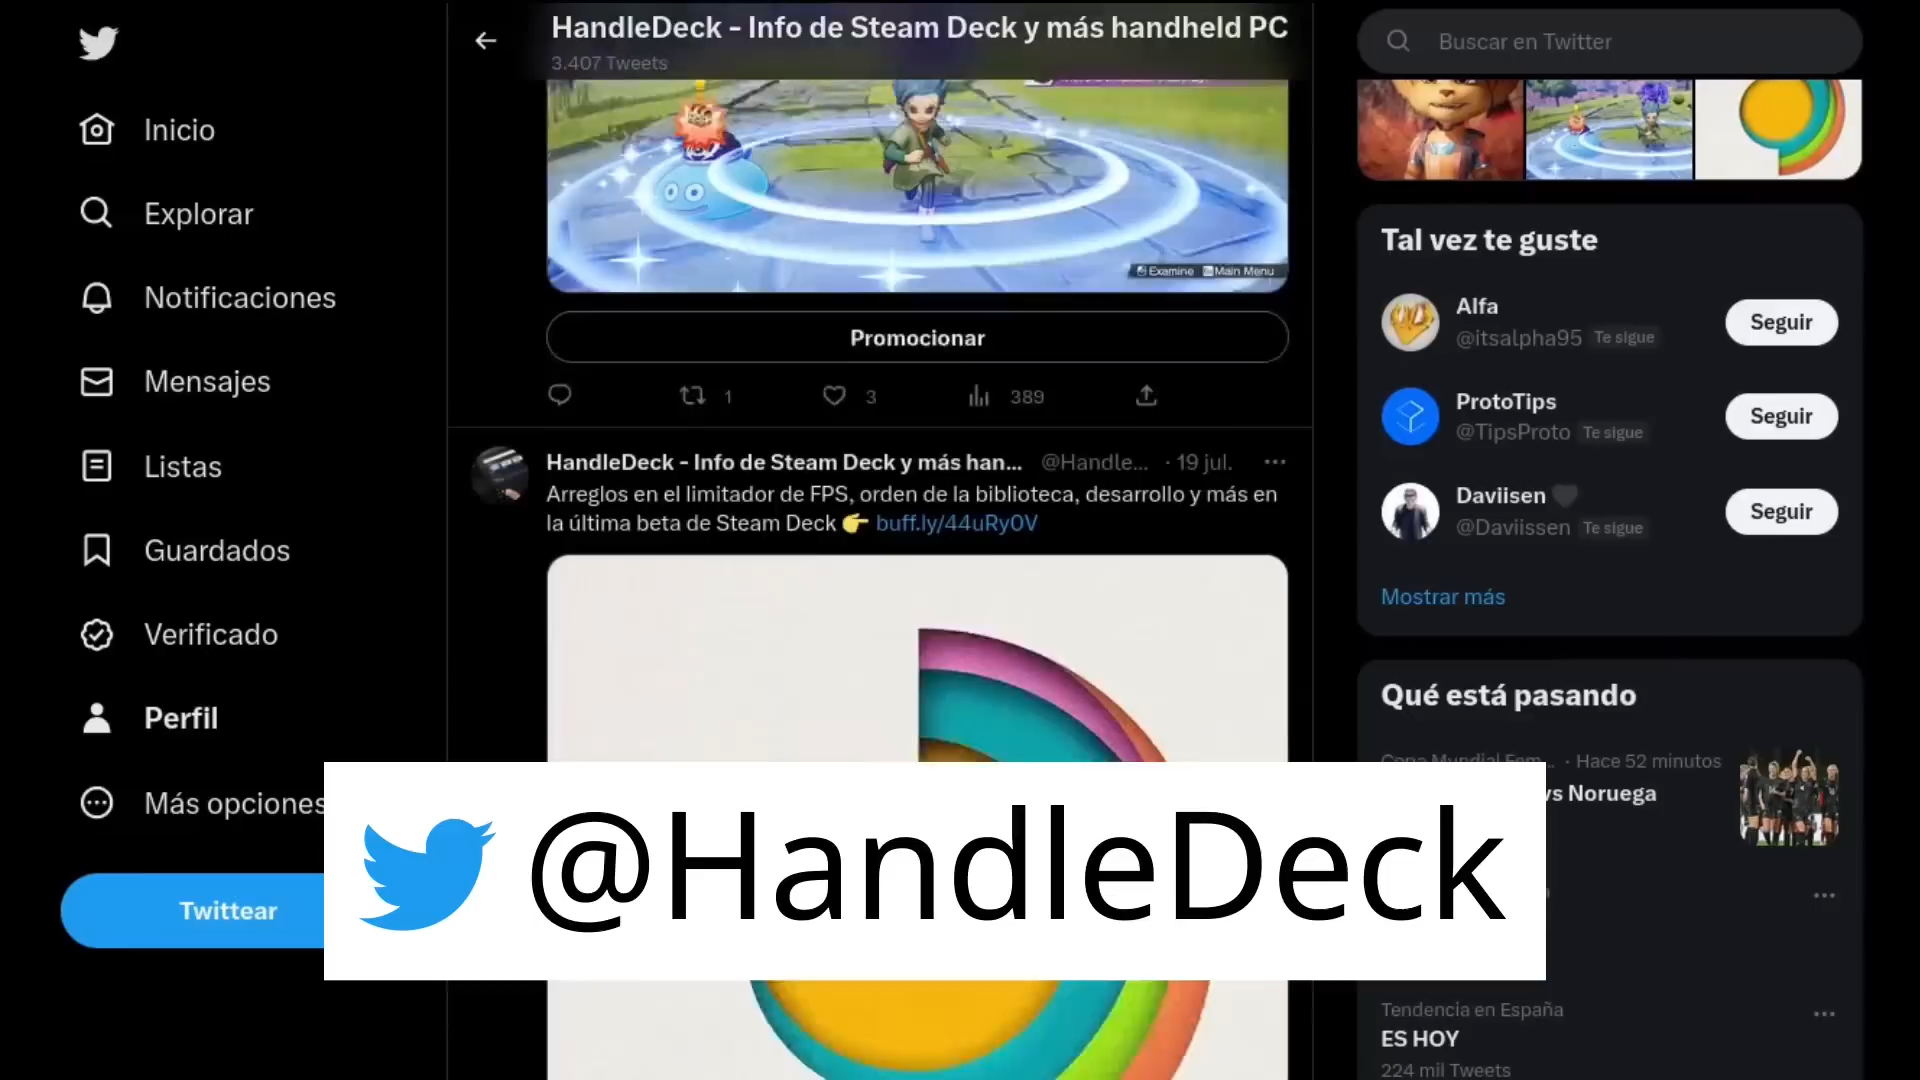 HandleDeck - Info de Steam Deck y más handheld PC
3.407 Tweets
Buscar en Twitter
Inicio
Explorar
Notificaciones
Mensajes
Listas
Guardados
Verificado
Perfil
Más opciones
Twittear
Examine Main Menu
Promocionar
1 3 389
HandleDeck - Info de Steam Deck y más han... @Handle... · 19 jul.
Arreglos en el limitador de FPS, orden de la biblioteca, desarrollo y más en
la última beta de Steam Deck 👉 buff.ly/44uRy0V
@HandleDeck
Tal vez te guste
Alfa
@itsalpha95 Te sigue
Seguir
ProtoTips
@TipsProto Te sigue
Seguir
Daviisen
@Daviissen Te sigue
Seguir
Mostrar más
Qué está pasando
Copa Mundial Fem... · Hace 52 minutos
vs Noruega
Tendencia en España
ES HOY
224 mil Tweets